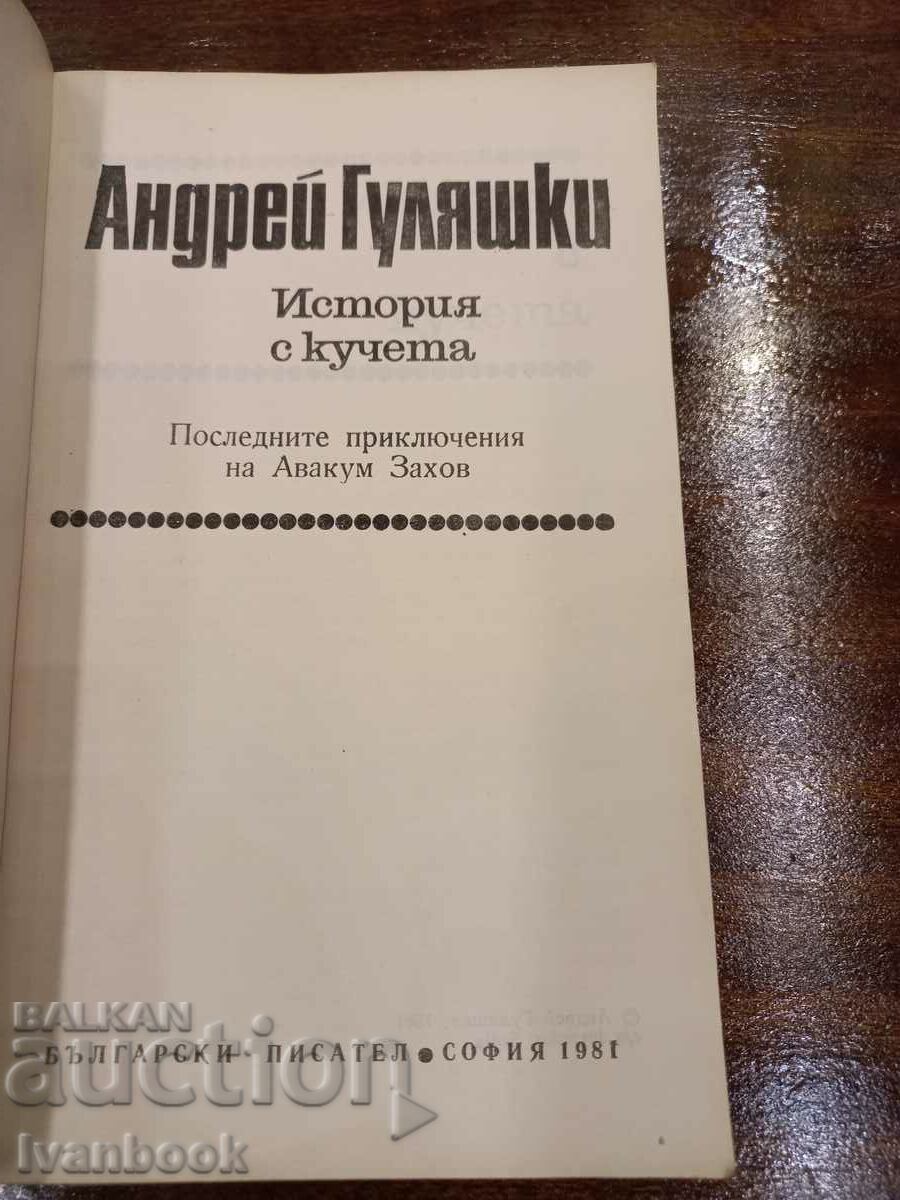 Андрей Гуляшки
История
с кучета
Последните приключения
на Авакум Захов
БЪЛГАРСКИ ПИСАТЕЛ • СОФИЯ 1981
BALKAN
auction
Ivanbook